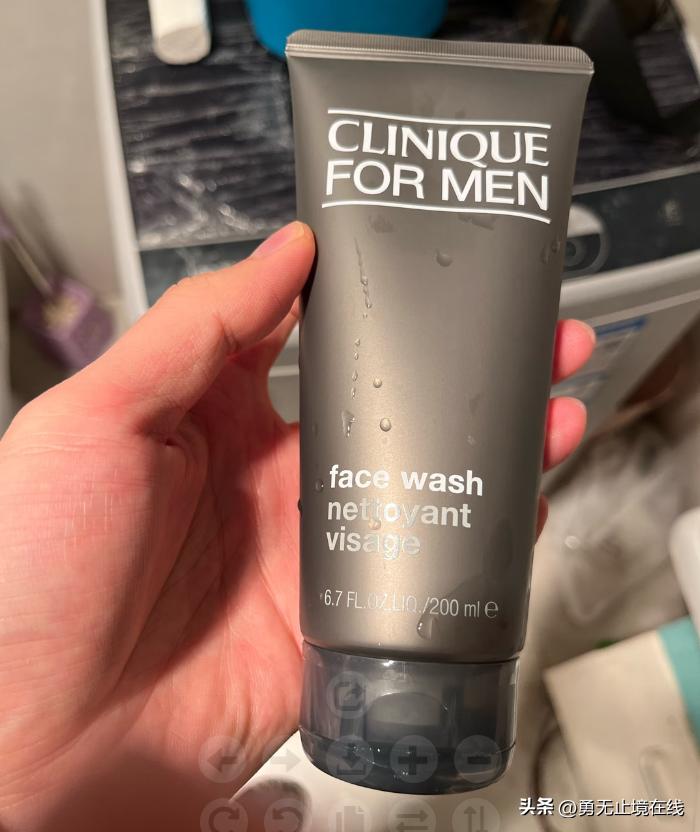 CLINIQUE
FOR MEN
face wash
nettoyant
visage
6.7 FL.OZ.LIQ./200 ml ℮
头条 @勇无止境在线